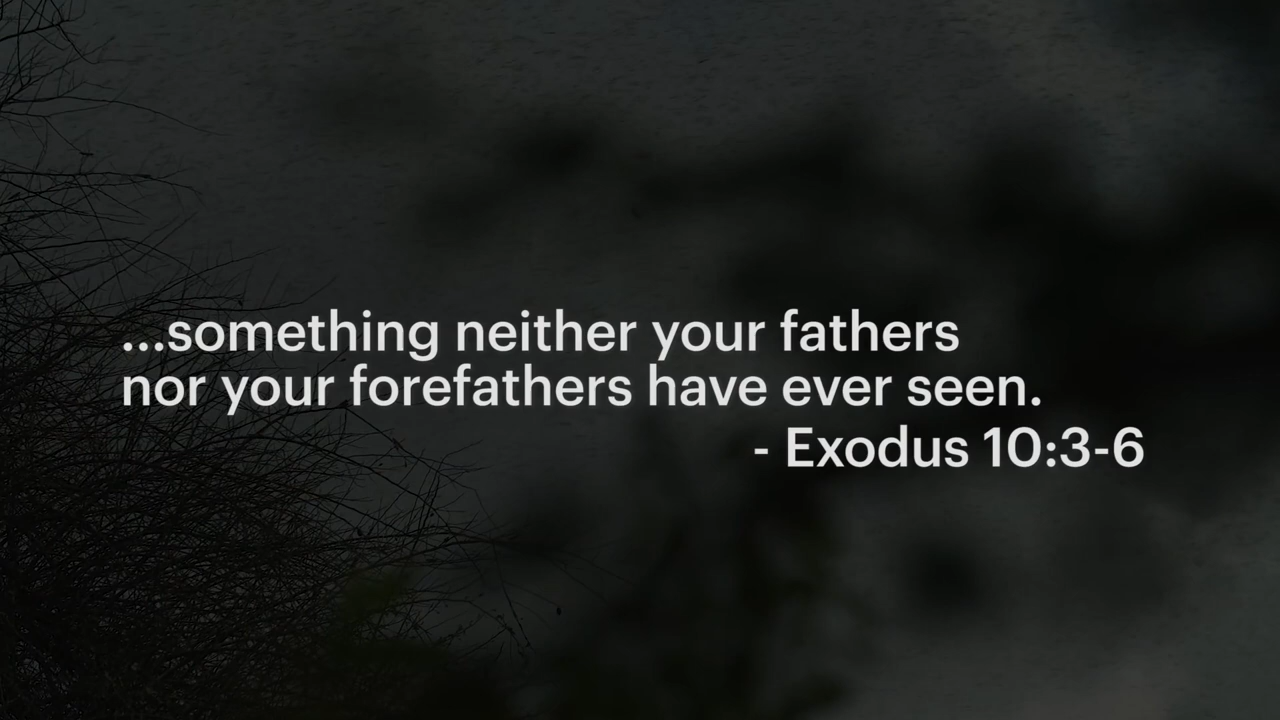 ...something neither your fathers
nor your forefathers have ever seen.
- Exodus 10:3-6